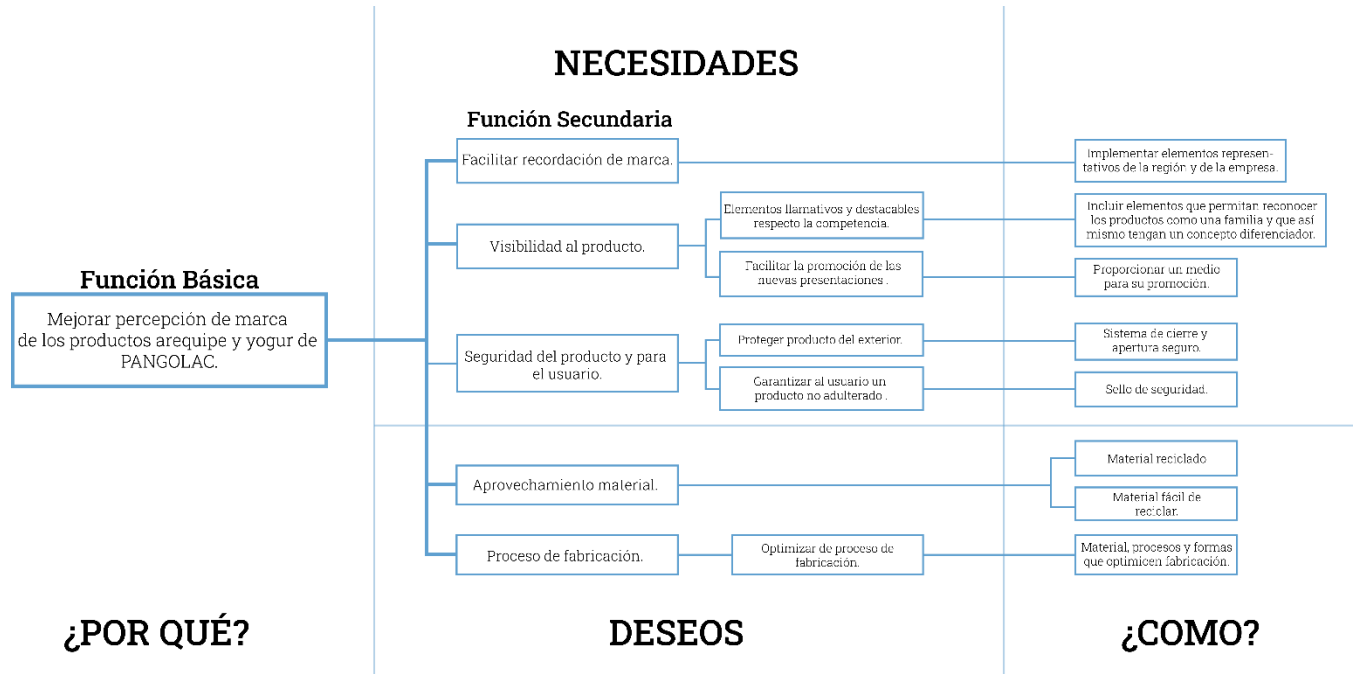 NECESIDADES
Función Secundaria
Facilitar recordación de marca.
Implementar elementos represen-
tativos de la región y de la empresa.
Elementos llamativos y destacables
respecto la competencia.
Incluir elementos que permitan reconocer
los productos como una familia y que así
mismo tengan un concepto diferenciador.
Visibilidad al producto.
Facilitar la promoción de las
nuevas presentaciones .
Proporcionar un medio
para su promoción.
Función Básica
Mejorar percepción de marca
de los productos arequipe y yogur de
PANGOLAC.
Seguridad del producto y para
el usuario.
Proteger producto del exterior.
Sistema de cierre y
apertura seguro.
Garantizar al usuario un
producto no adulterado .
Sello de seguridad.
Aprovechamiento material.
Material reciclado
Material fácil de
reciclar.
Proceso de fabricación.
Optimizar de proceso de
fabricación.
Material, procesos y formas
que optimicen fabricación.
¿POR QUÉ?
DESEOS
¿COMO?